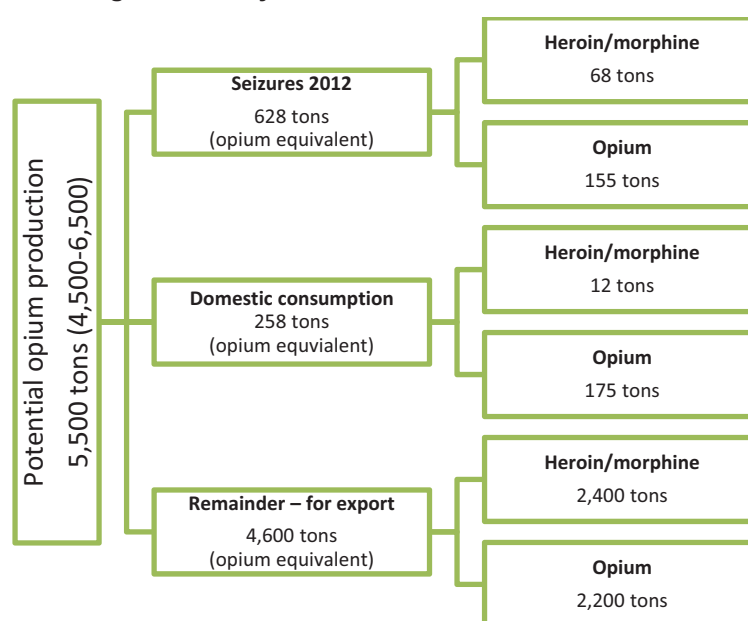 Potential opium production
5,500 tons (4,500-6,500)
Seizures 2012
628 tons
(opium equivalent)
Heroin/morphine
68 tons
Opium
155 tons
Domestic consumption
258 tons
(opium equvialent)
Heroin/morphine
12 tons
Opium
175 tons
Remainder – for export
4,600 tons
(opium equivalent)
Heroin/morphine
2,400 tons
Opium
2,200 tons